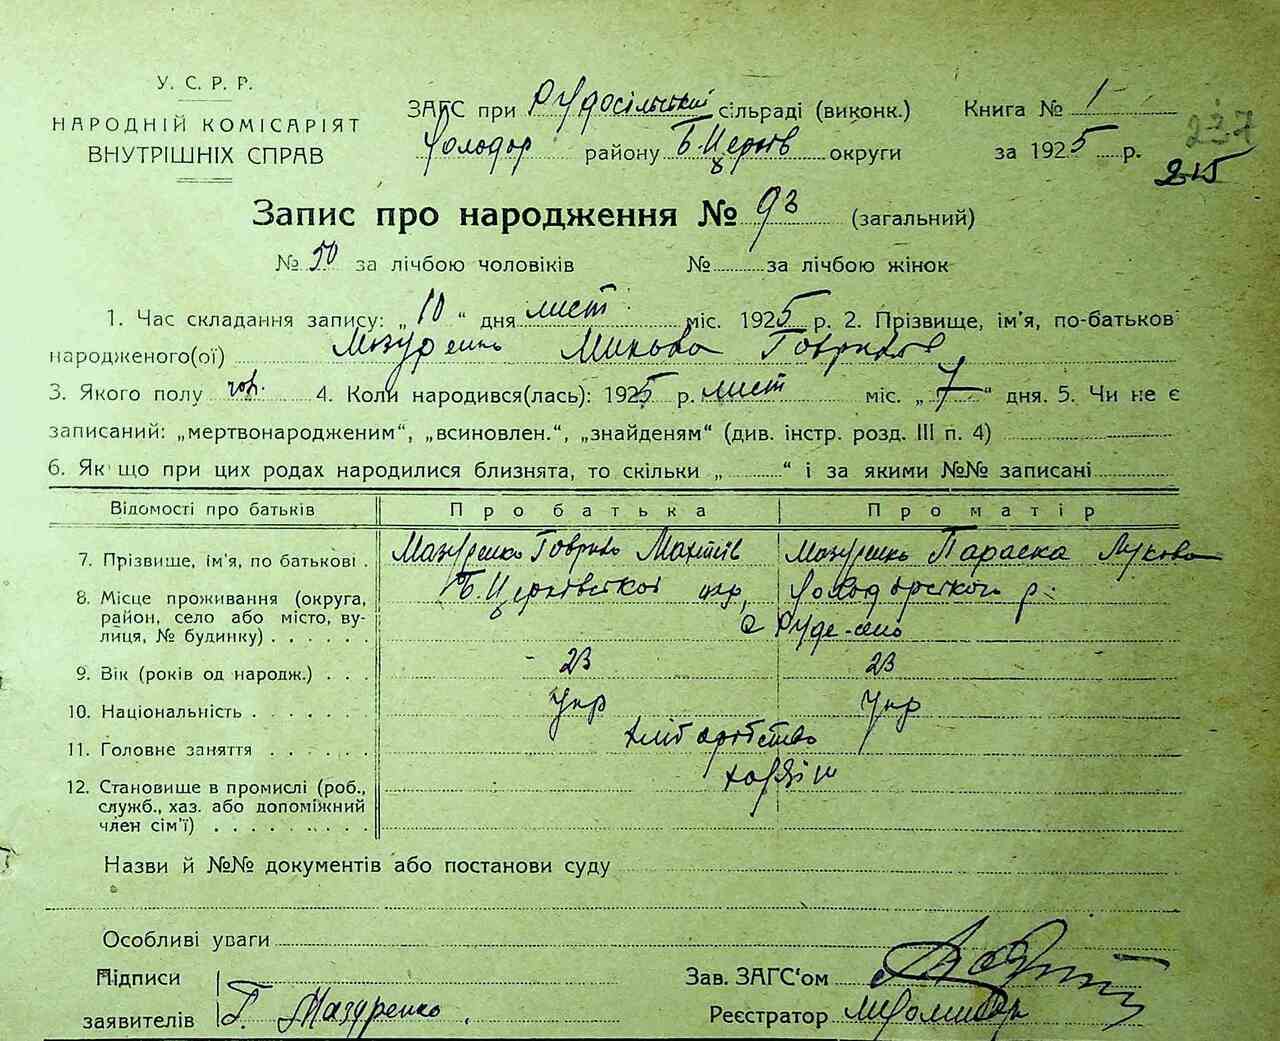 У. С. Р. Р.
НАРОДНІЙ КОМІСАРІЯТ
ВНУТРІШНІХ СПРАВ
ЗАГС при Рудосільській сільраді (виконк.) Книга № 1
Володар району Б.Церків округи за 1925 р.
237
215
Запис про народження № 93 (загальний)
№ 50 за лічбою чоловіків № за лічбою жінок
1. Час складання запису: „10“ дня лист міс. 1925 р. 2. Прізвище, ім'я, по-батьков
народженого(ої) Мазуренко Микола Гаврилов
3. Якого полу чол. 4. Коли народився(лась): 1925 р. лист міс. „7“ дня. 5. Чи не є
записаний: „мертвонародженим“, „всиновлен.“, „знайденям“ (див. інстр. розд. III п. 4)
6. Як що при цих родах народилися близнята, то скільки „ “ і за якими №№ записані
Відомості про батьків Про батька Про матір
7. Прізвище, ім'я, по батькові . Мазуренко Гаврило Мазуренко Параска Лукова
8. Місце проживання (округа, район, село або місто, вулиця, № будинку) . . . . . Б.Церківської окр, Володарського р.
с Руде-село
9. Вік (років од народж.) . . . 23 23
10. Національність . . . . . . Укр Укр
11. Головне заняття . . . . . . хліборобство
12. Становище в промислі (роб., служб., хаз. або допоміжний член сім'ї) . . . . . . . . . хазяїн
Назви й №№ документів або постанови суду
Особливі уваги
Підписи
заявителів Г. Мазуренко
Зав. ЗАГС'ом
Реєстратор